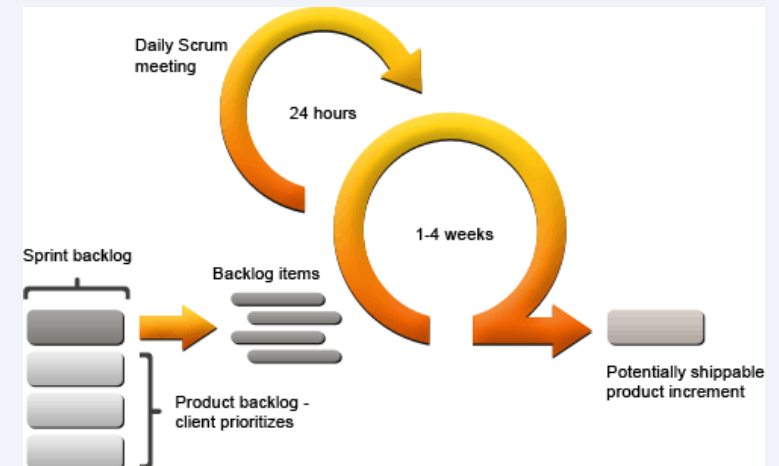 Daily Scrum
meeting
24 hours
1-4 weeks
Sprint backlog
Backlog items
Product backlog -
client prioritizes
Potentially shippable
product increment